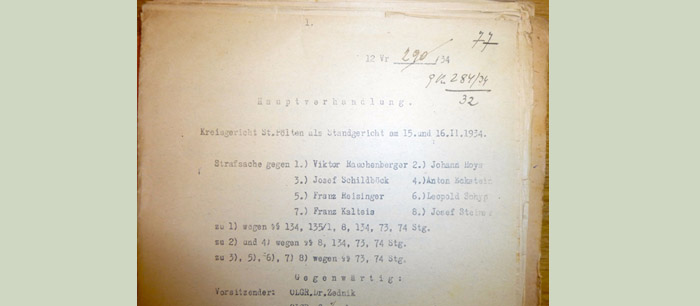 1.
77
12 Vr 290/34
284/34
32
Hauptverhandlung.
Kreisgericht St.Pölten als Standgericht am 15.und 16.II.1934.
Strafsache gegen 1.) Viktor Rauchenberger 2.) Johann Hoys
3.) Josef Schildböck 4.) Anton Eckstein
5.) Franz Reisinger 6.) Leopold
7.) Franz Kalteis 8.) Josef
zu 1) wegen §§ 134, 135/1, 8, 134, 73, 74 Stg.
zu 2) und 4) wegen §§ 8, 134, 73, 74 Stg.
zu 3), 5), 6), 7) 8) wegen §§ 73, 74 Stg.
Gegenwärtig:
Vorsitzender: OLGR.Dr.Zednik